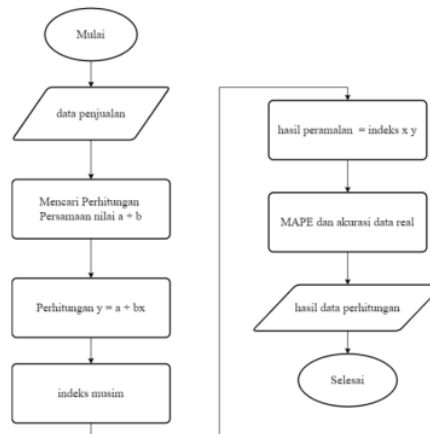 Mulai
data penjualan
Mencari Perhitungan
Persamaan nilai a + b
Perhitungan y = a + bx
indeks musim
hasil peramalan = indeks x y
MAPE dan akurasi data real
hasil data perhitungan
Selesai